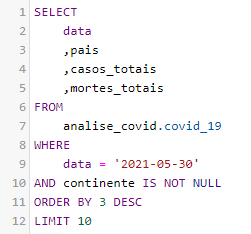 1 SELECT
2 data
3 ,pais
4 ,casos_totais
5 ,mortes_totais
6 FROM
7 analise_covid.covid_19
8 WHERE
9 data = '2021-05-30'
10 AND continente IS NOT NULL
11 ORDER BY 3 DESC
12 LIMIT 10